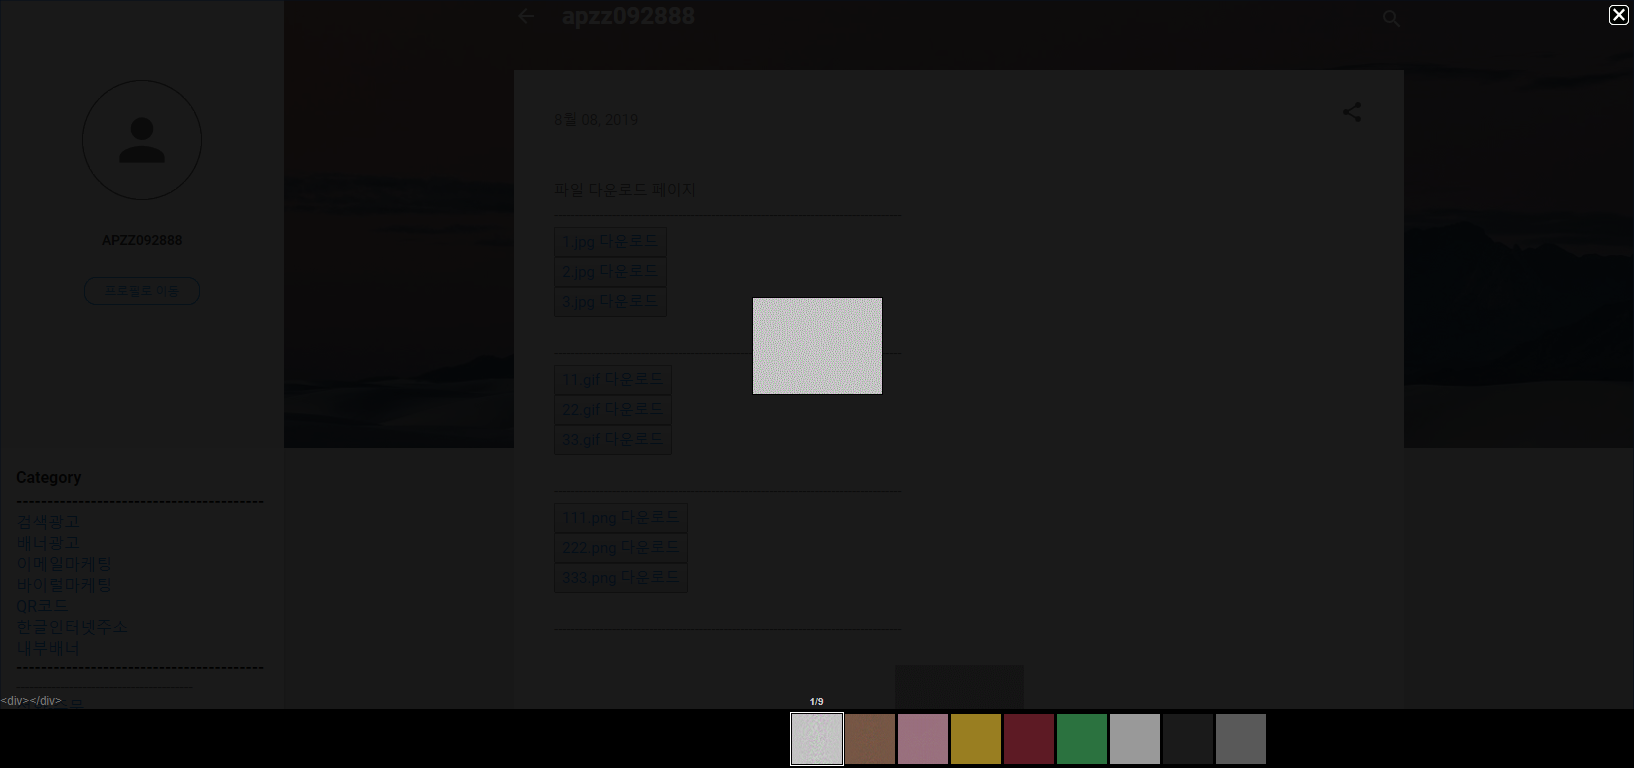 apzz092888
8월 08, 2019
APZZ092888
프로필로 이동
파일 다운로드 페이지
1.jpg 다운로드
2.jpg 다운로드
3.jpg 다운로드
11.gif 다운로드
22.gif 다운로드
33.gif 다운로드
111.png 다운로드
222.png 다운로드
333.png 다운로드
Category
검색광고
배너광고
이메일마케팅
바이럴마케팅
QR코드
한글인터넷주소
내부배너
<div></div>
1/9